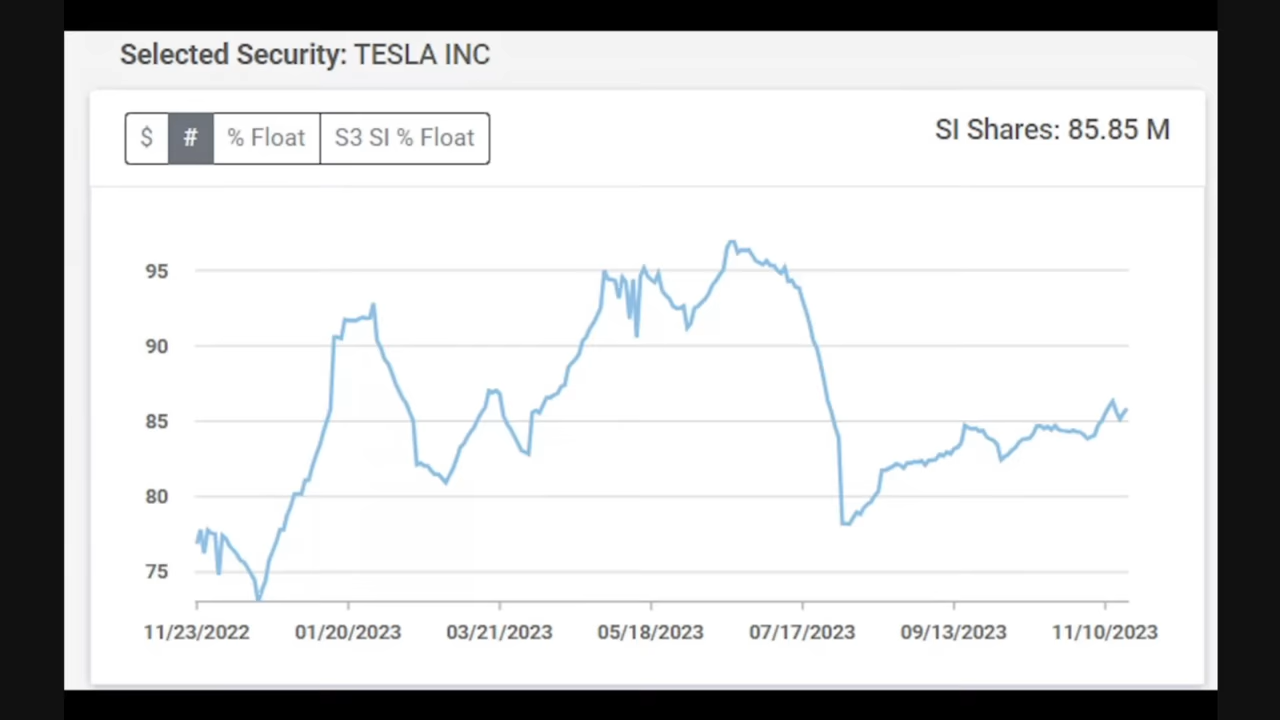 Selected Security: TESLA INC
$ # % Float S3 SI % Float
SI Shares: 85.85 M
95
90
85
80
75
11/23/2022 01/20/2023 03/21/2023 05/18/2023 07/17/2023 09/13/2023 11/10/2023